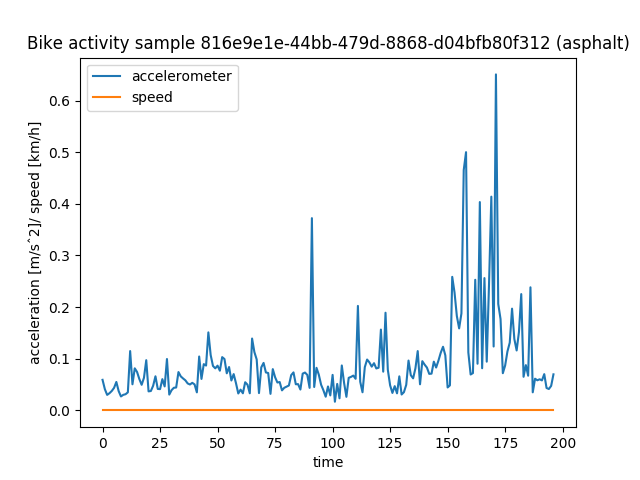 Bike activity sample 816e9e1e-44bb-479d-8868-d04bfb80f312 (asphalt)
accelerometer
speed
acceleration [m/s^2]/ speed [km/h]
0.6
0.5
0.4
0.3
0.2
0.1
0.0
0 25 50 75 100 125 150 175 200
time